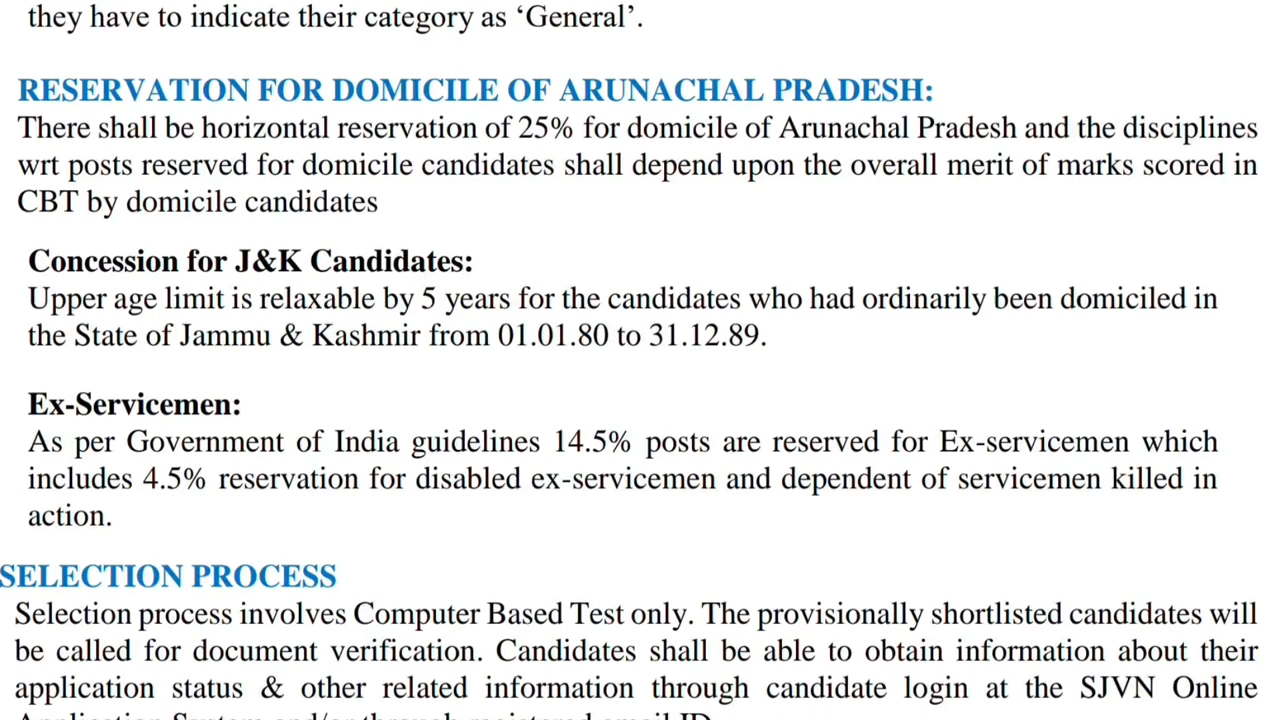 they have to indicate their category as ‘General’.
RESERVATION FOR DOMICILE OF ARUNACHAL PRADESH:
There shall be horizontal reservation of 25% for domicile of Arunachal Pradesh and the disciplines
wrt posts reserved for domicile candidates shall depend upon the overall merit of marks scored in
CBT by domicile candidates
Concession for J&K Candidates:
Upper age limit is relaxable by 5 years for the candidates who had ordinarily been domiciled in
the State of Jammu & Kashmir from 01.01.80 to 31.12.89.
Ex-Servicemen:
As per Government of India guidelines 14.5% posts are reserved for Ex-servicemen which
includes 4.5% reservation for disabled ex-servicemen and dependent of servicemen killed in
action.
SELECTION PROCESS
Selection process involves Computer Based Test only. The provisionally shortlisted candidates will
be called for document verification. Candidates shall be able to obtain information about their
application status & other related information through candidate login at the SJVN Online
Application System and/or through registered email ID